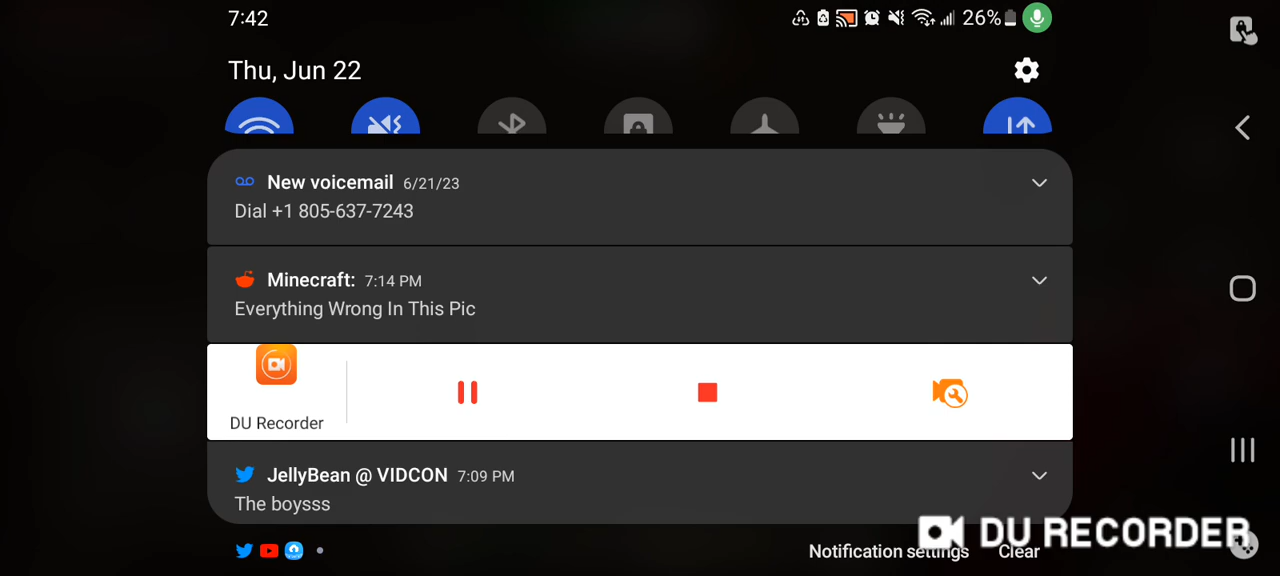 7:42
26%
Thu, Jun 22
New voicemail 6/21/23
Dial +1 805-637-7243
Minecraft: 7:14 PM
Everything Wrong In This Pic
DU Recorder
JellyBean @ VIDCON 7:09 PM
The boysss
Notification settings
Clear
DU RECORDER